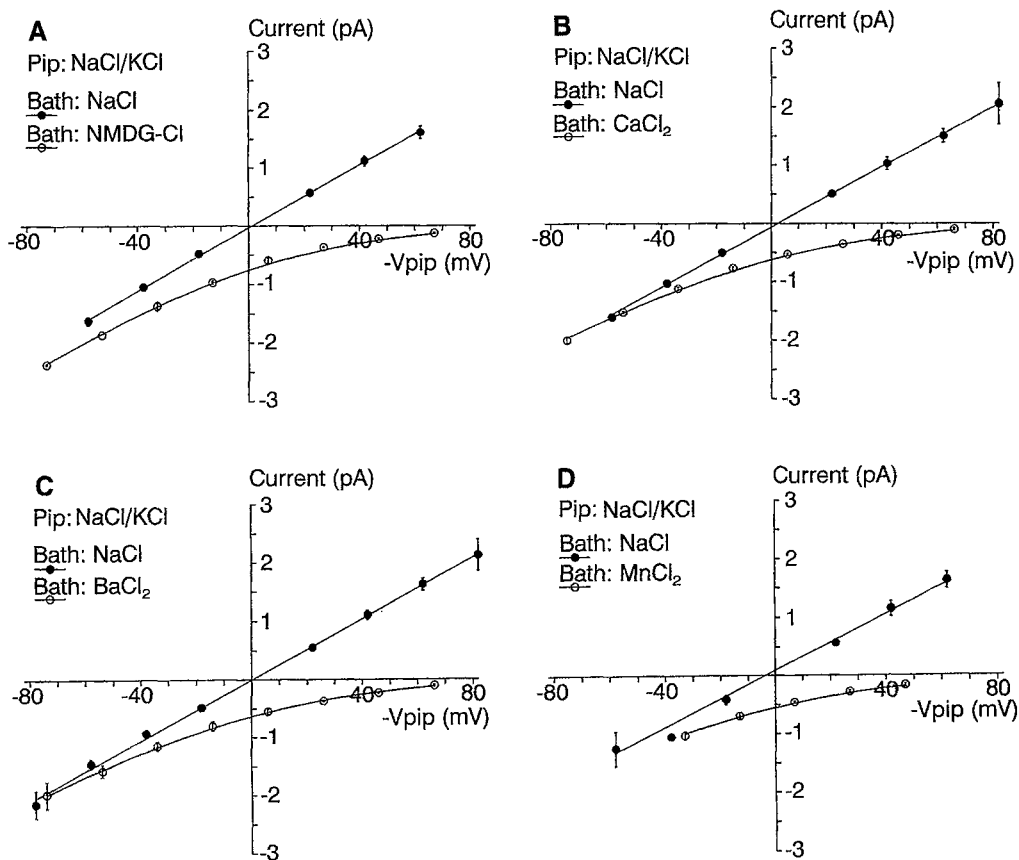 A
Current (pA)
Pip: NaCl/KCl
Bath: NaCl
Bath: NMDG-Cl
3
2
1
-80
-40
40
80
-Vpip (mV)
-1
-2
-3
B
Current (pA)
Pip: NaCl/KCl
Bath: NaCl
Bath: CaCl₂
3
2
1
-80
-40
40
80
-Vpip (mV)
-1
-2
-3
C
Current (pA)
Pip: NaCl/KCl
Bath: NaCl
Bath: BaCl₂
3
2
1
-80
-40
40
80
-Vpip (mV)
-1
-2
-3
D
Current (pA)
Pip: NaCl/KCl
Bath: NaCl
Bath: MnCl₂
3
2
1
-80
-40
40
80
-Vpip (mV)
-1
-2
-3